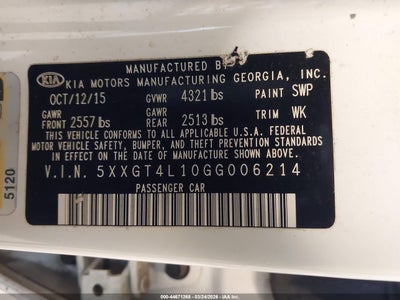 MANUFACTURED BY
KIA KIA MOTORS MANUFACTURING GEORGIA, INC.
OCT/12/15 GVWR 4321 lbs PAINT SWP
GAWR FRONT 2557 lbs GAWR REAR 2513 lbs TRIM WK
THIS VEHICLE CONFORMS TO ALL APPLICABLE U.S.A. FEDERAL
MOTOR VEHICLE SAFETY, BUMPER, AND THEFT PREVENTION STANDARDS
IN EFFECT ON THE DATE OF MANUFACTURE SHOWN ABOVE.
V.I.N. 5XXGT4L10GG006214
PASSENGER CAR
5120
000-44671268 - 03/24/2026 - IAA Inc.